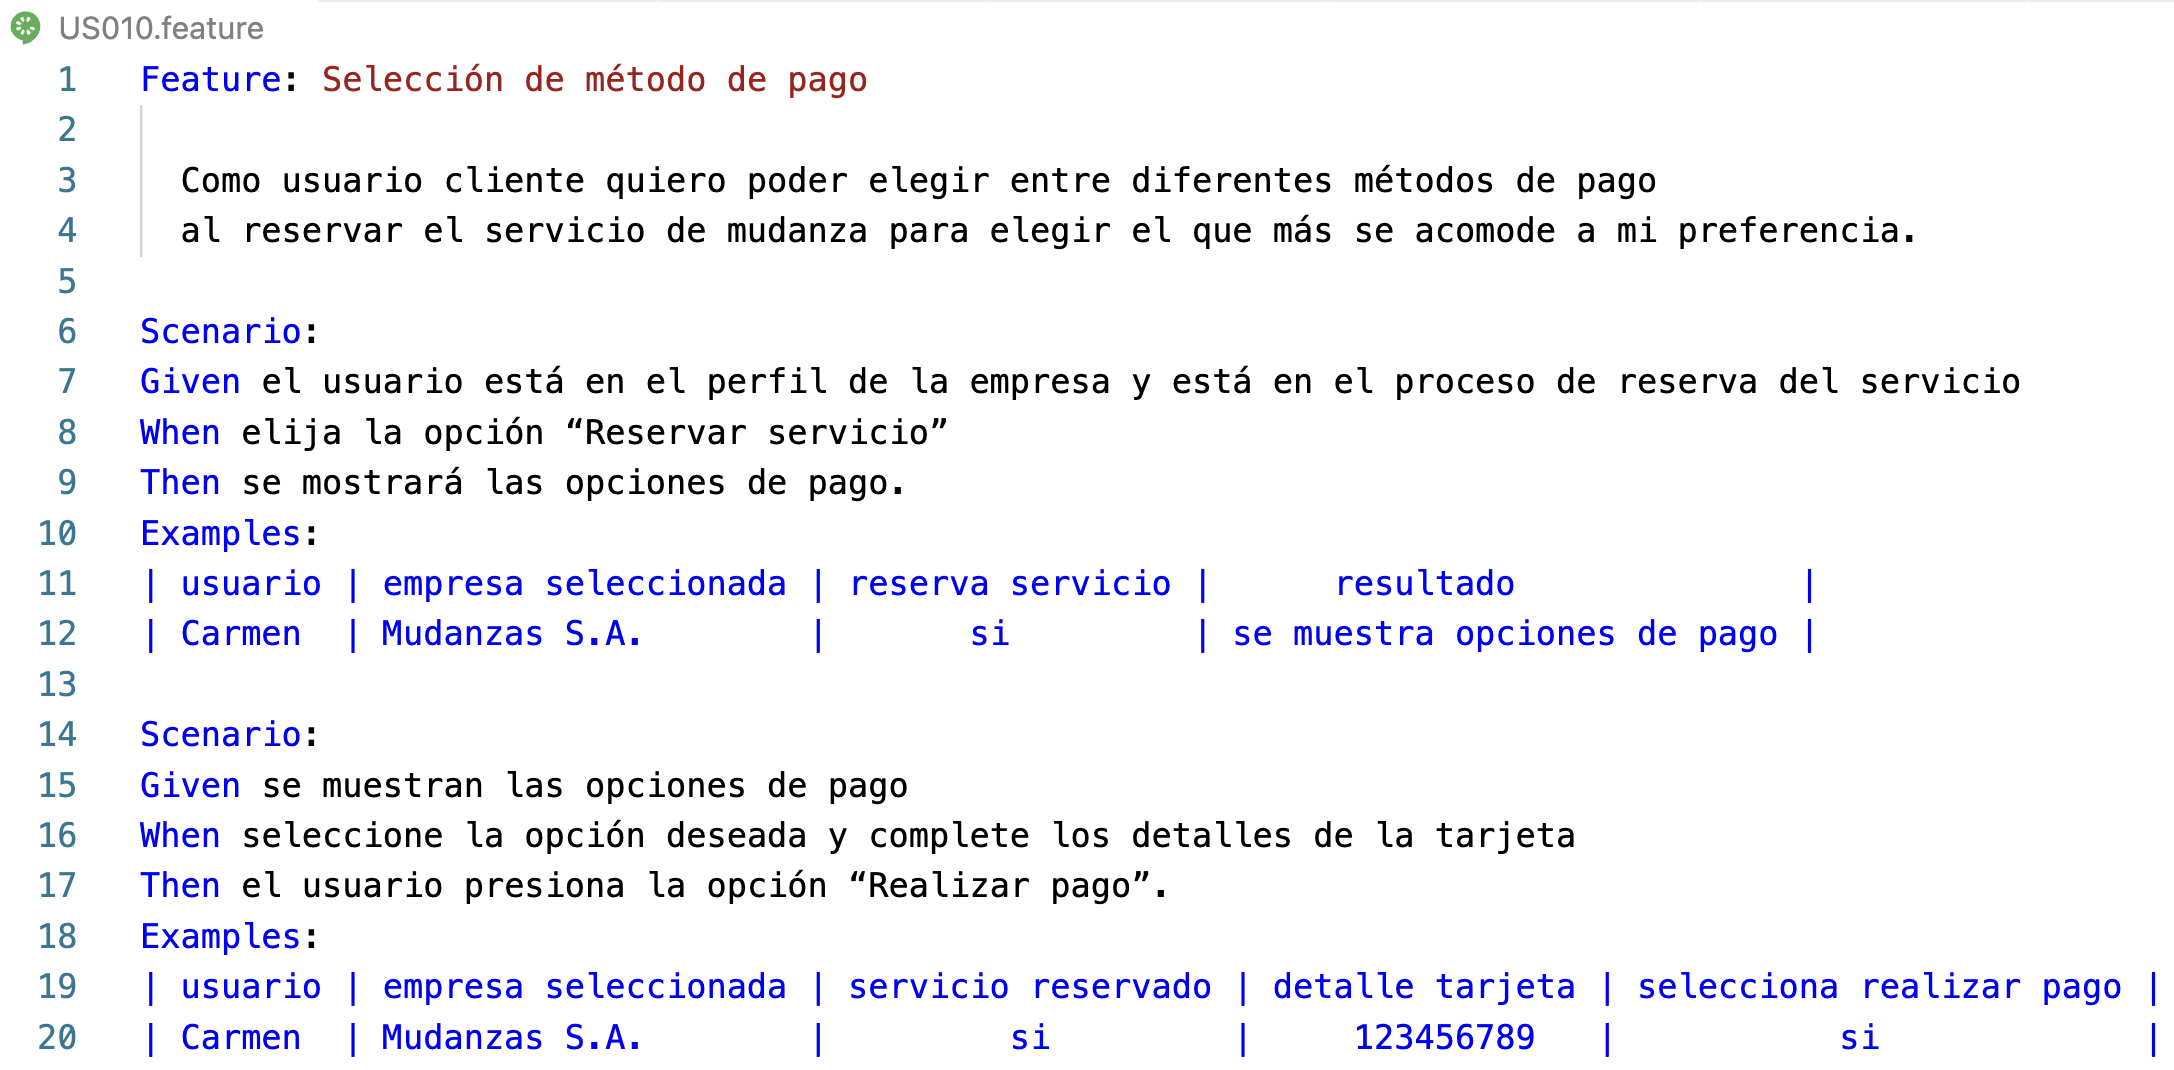 US010.feature
1 Feature: Selección de método de pago
2
3 Como usuario cliente quiero poder elegir entre diferentes métodos de pago
4 al reservar el servicio de mudanza para elegir el que más se acomode a mi preferencia.
5
6 Scenario:
7 Given el usuario está en el perfil de la empresa y está en el proceso de reserva del servicio
8 When elija la opción “Reservar servicio”
9 Then se mostrará las opciones de pago.
10 Examples:
11 | usuario | empresa seleccionada | reserva servicio | resultado |
12 | Carmen | Mudanzas S.A. | si | se muestra opciones de pago |
13
14 Scenario:
15 Given se muestran las opciones de pago
16 When seleccione la opción deseada y complete los detalles de la tarjeta
17 Then el usuario presiona la opción “Realizar pago”.
18 Examples:
19 | usuario | empresa seleccionada | servicio reservado | detalle tarjeta | selecciona realizar pago |
20 | Carmen | Mudanzas S.A. | si | 123456789 | si |